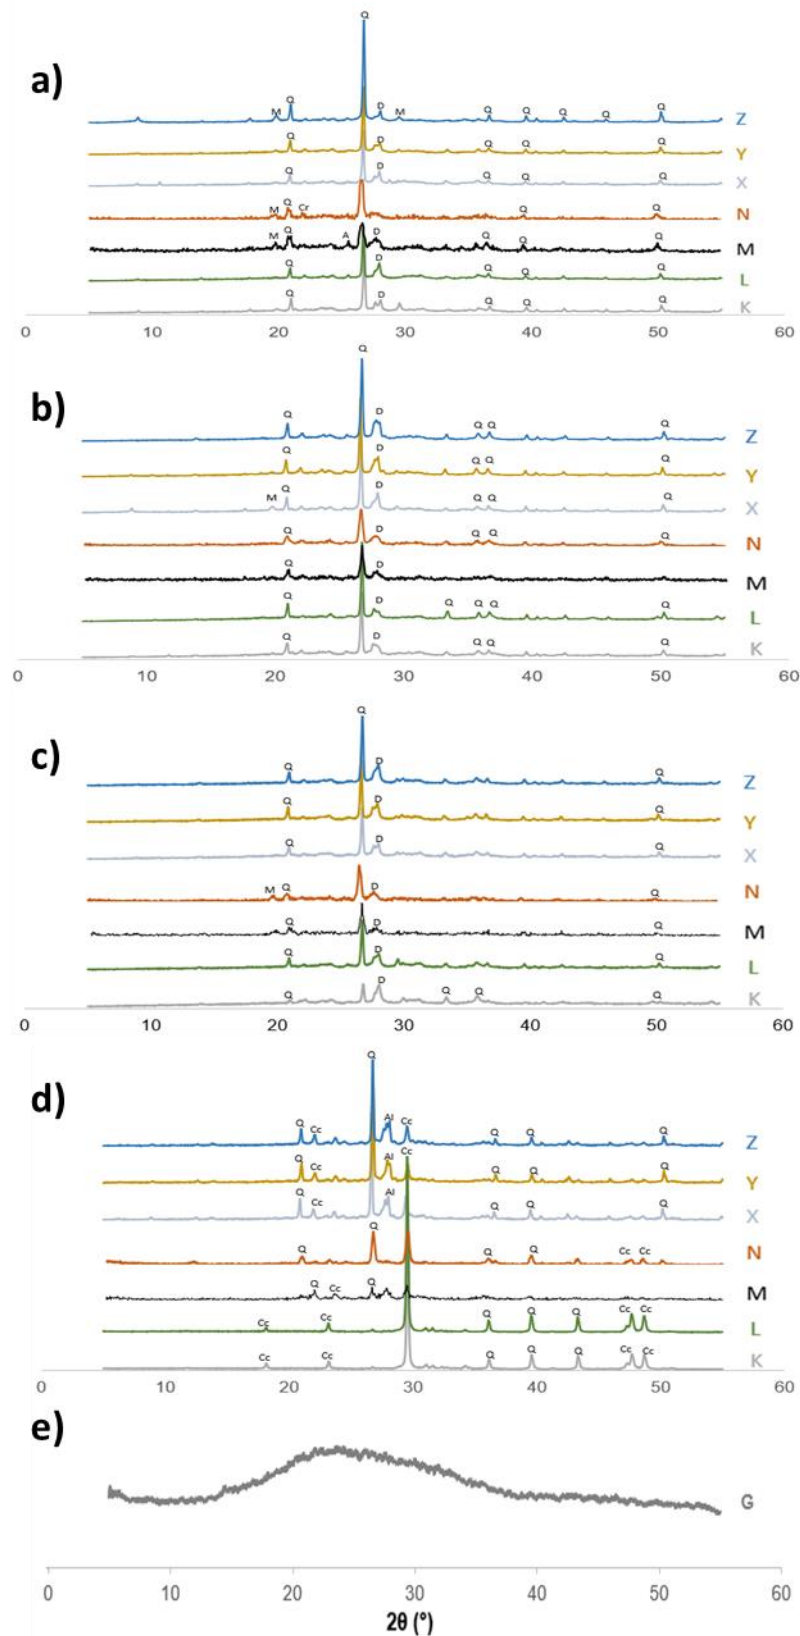 a)
Q
M Q D M Q Q Q Q Q Z
Q D Q Q Q Y
Q D Q Q Q X
M Q Cr Q Q N
M Q A D Q Q Q M
Q D Q Q Q L
Q D Q Q Q K
0 10 20 30 40 50 60
b)
Q
Q D Q Q Q Z
Q D Q Q Q Y
M Q D Q Q Q X
Q D Q Q Q N
Q D M
Q D Q Q Q Q L
Q D Q Q Q K
0 10 20 30 40 50 60
c)
Q
Q D Q Z
Q D Q Y
Q D Q X
M Q D Q N
Q D Q M
Q D Q L
Q D Q Q Q K
0 10 20 30 40 50 60
d)
Q
Q Cc Al Cc Q Q Q Z
Q Cc Al Cc Q Q Q Y
Q Cc Al Q Q Q X
Q Q Q Q Cc Cc N
Q Cc Q M
Cc Cc Q Q Q Cc Cc L
Cc Cc Q Q Q Cc Cc K
0 10 20 30 40 50 60
e)
G
0 10 20 30 40 50 60
2θ (°)